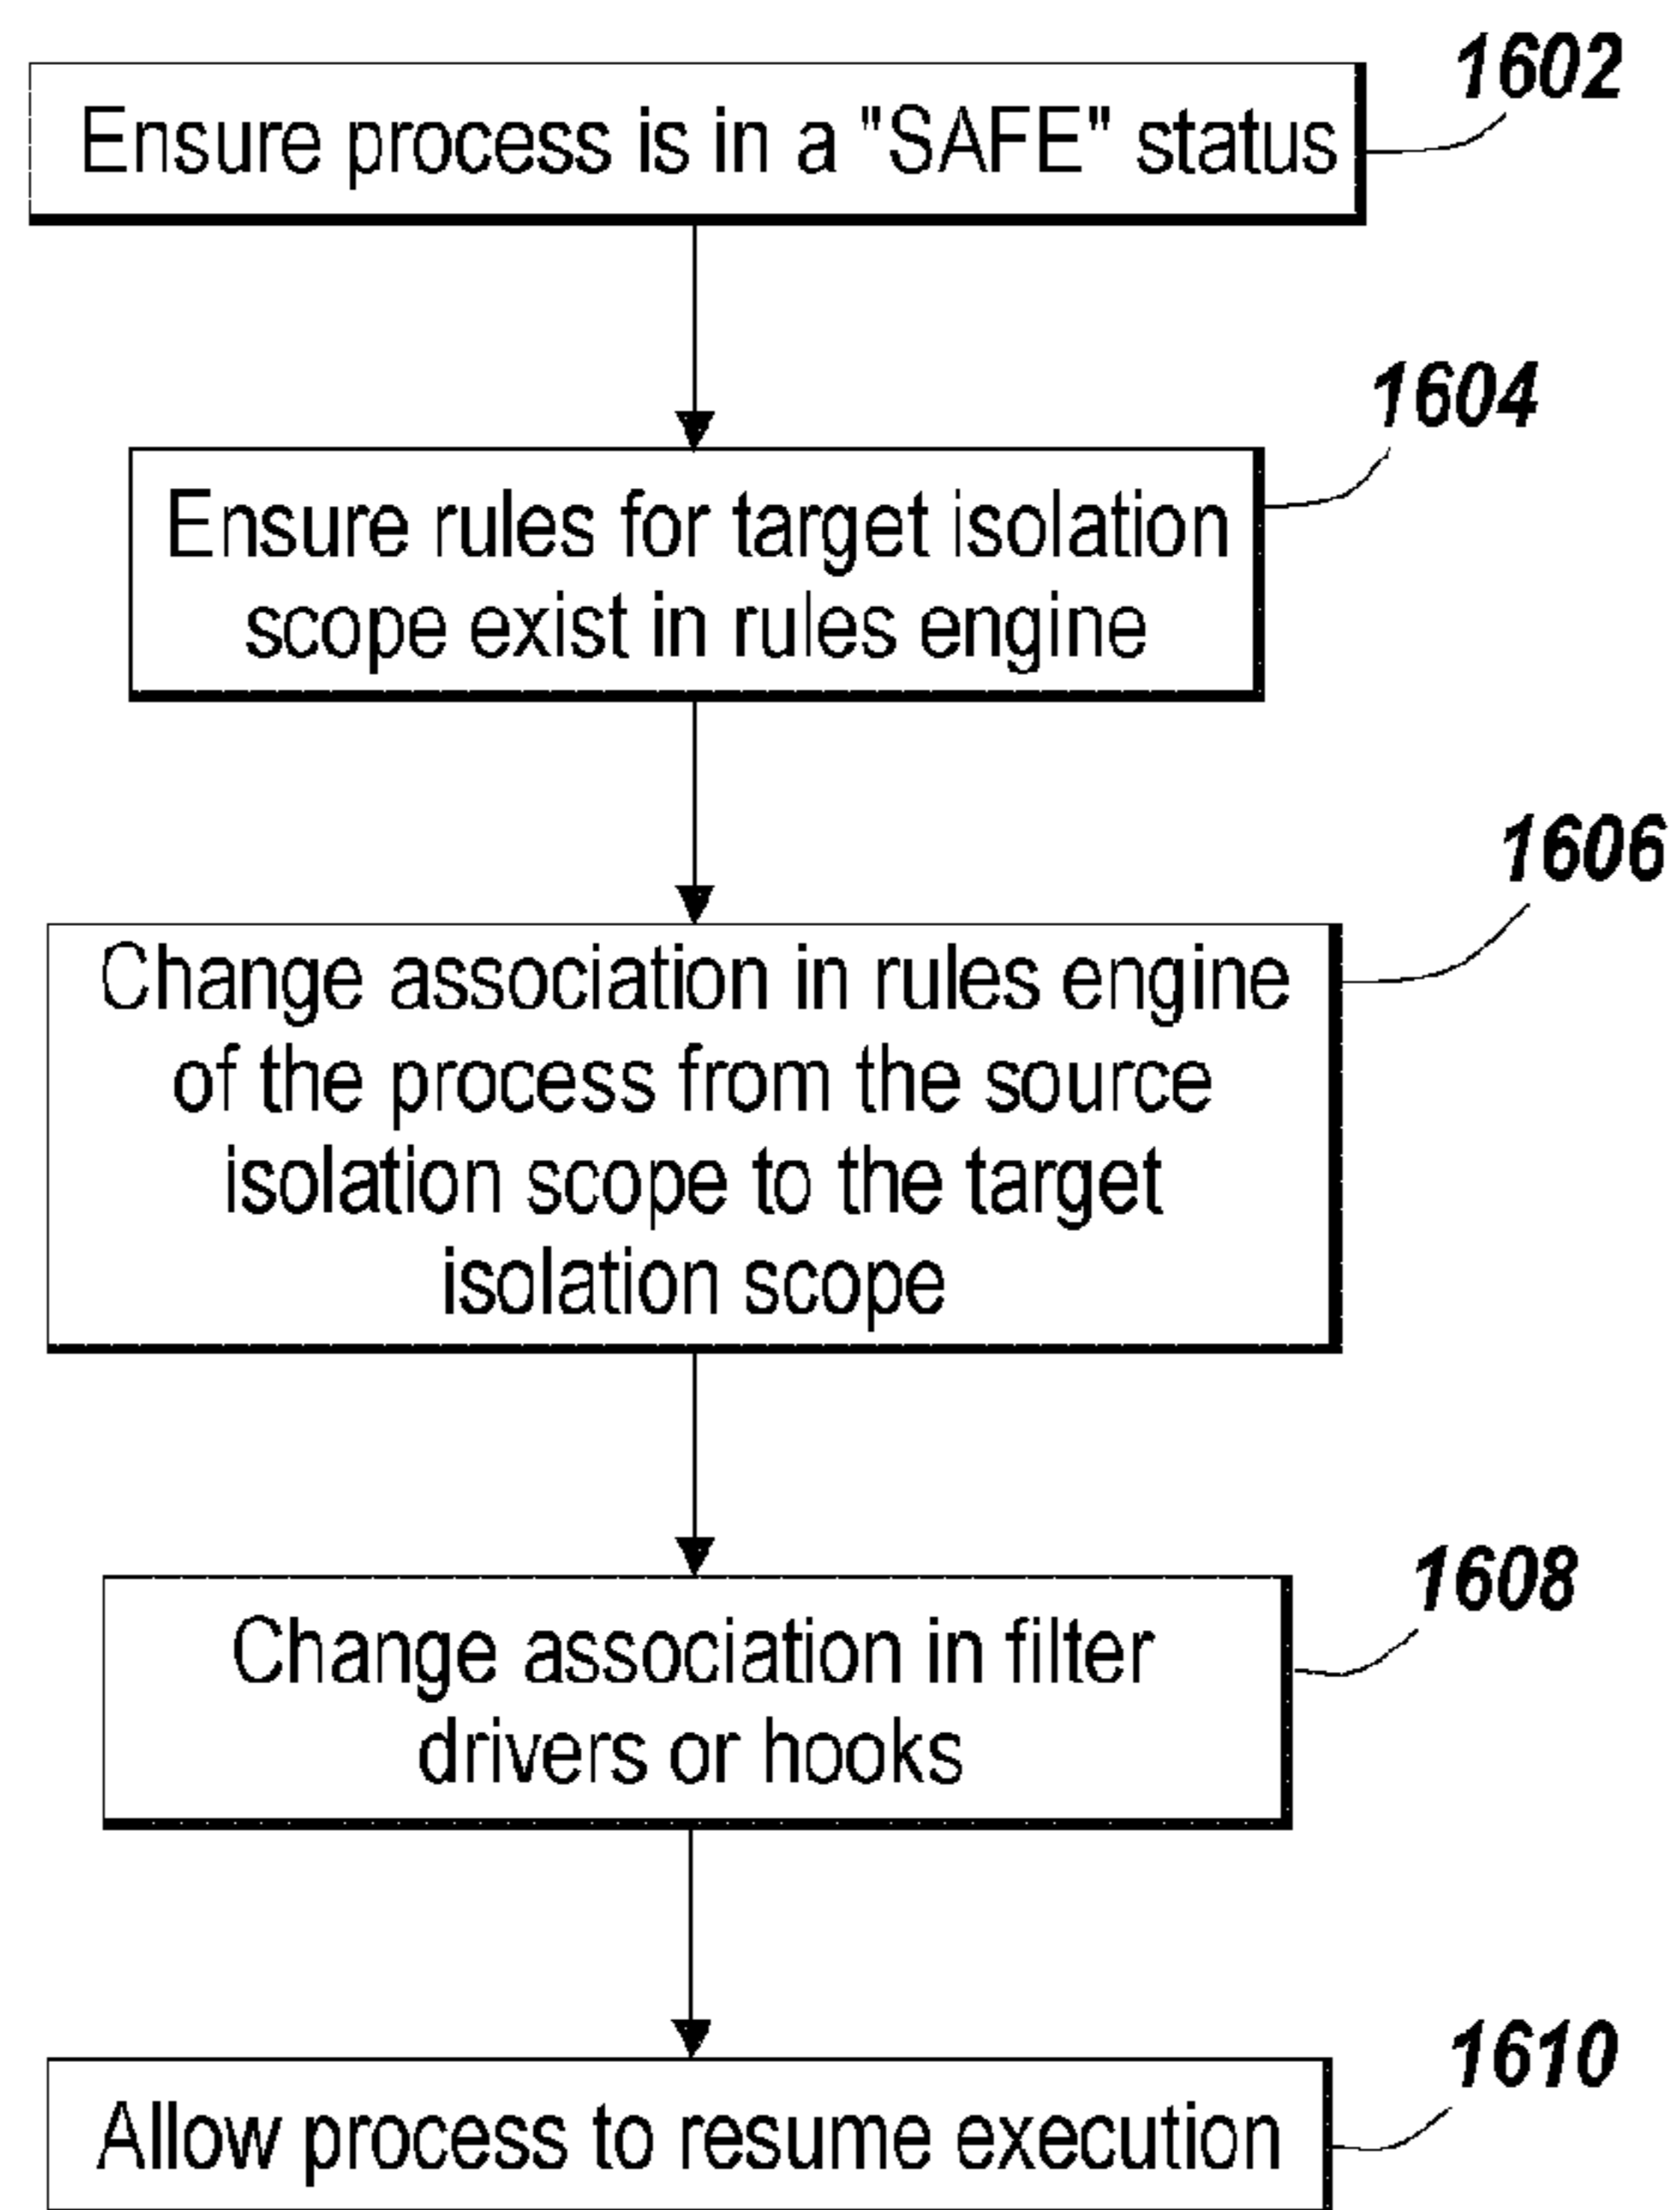 1602
Ensure process is in a "SAFE" status
1604
Ensure rules for target isolation
scope exist in rules engine
1606
Change association in rules engine
of the process from the source
isolation scope to the target
isolation scope
1608
Change association in filter
drivers or hooks
1610
Allow process to resume execution